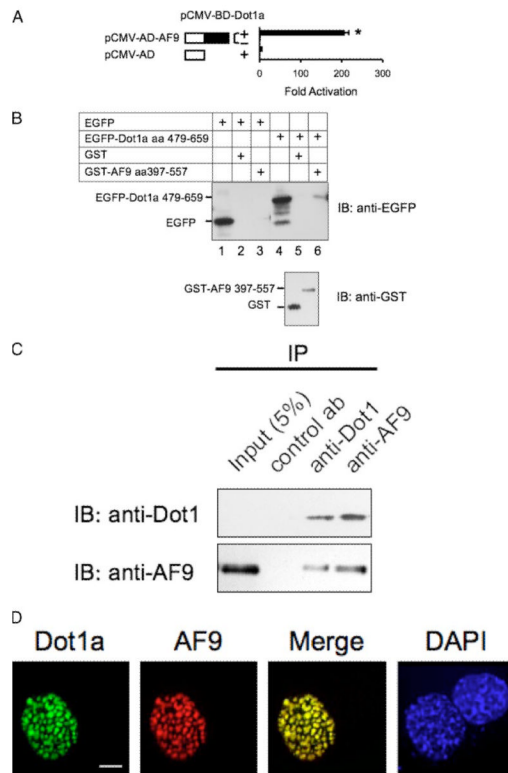 A
pCMV-BD-Dot1a
pCMV-AD-AF9 + *
−
pCMV-AD +
0 100 200 300
Fold Activation
B
EGFP + + +
EGFP-Dot1a aa 479-659 + + +
GST + +
GST-AF9 aa397-557 + +
EGFP-Dot1a 479-659
EGFP
IB: anti-EGFP
1 2 3 4 5 6
GST-AF9 397-557
GST
IB: anti-GST
C
IP
Input (5%) control ab anti-Dot1 anti-AF9
IB: anti-Dot1
IB: anti-AF9
D
Dot1a AF9 Merge DAPI